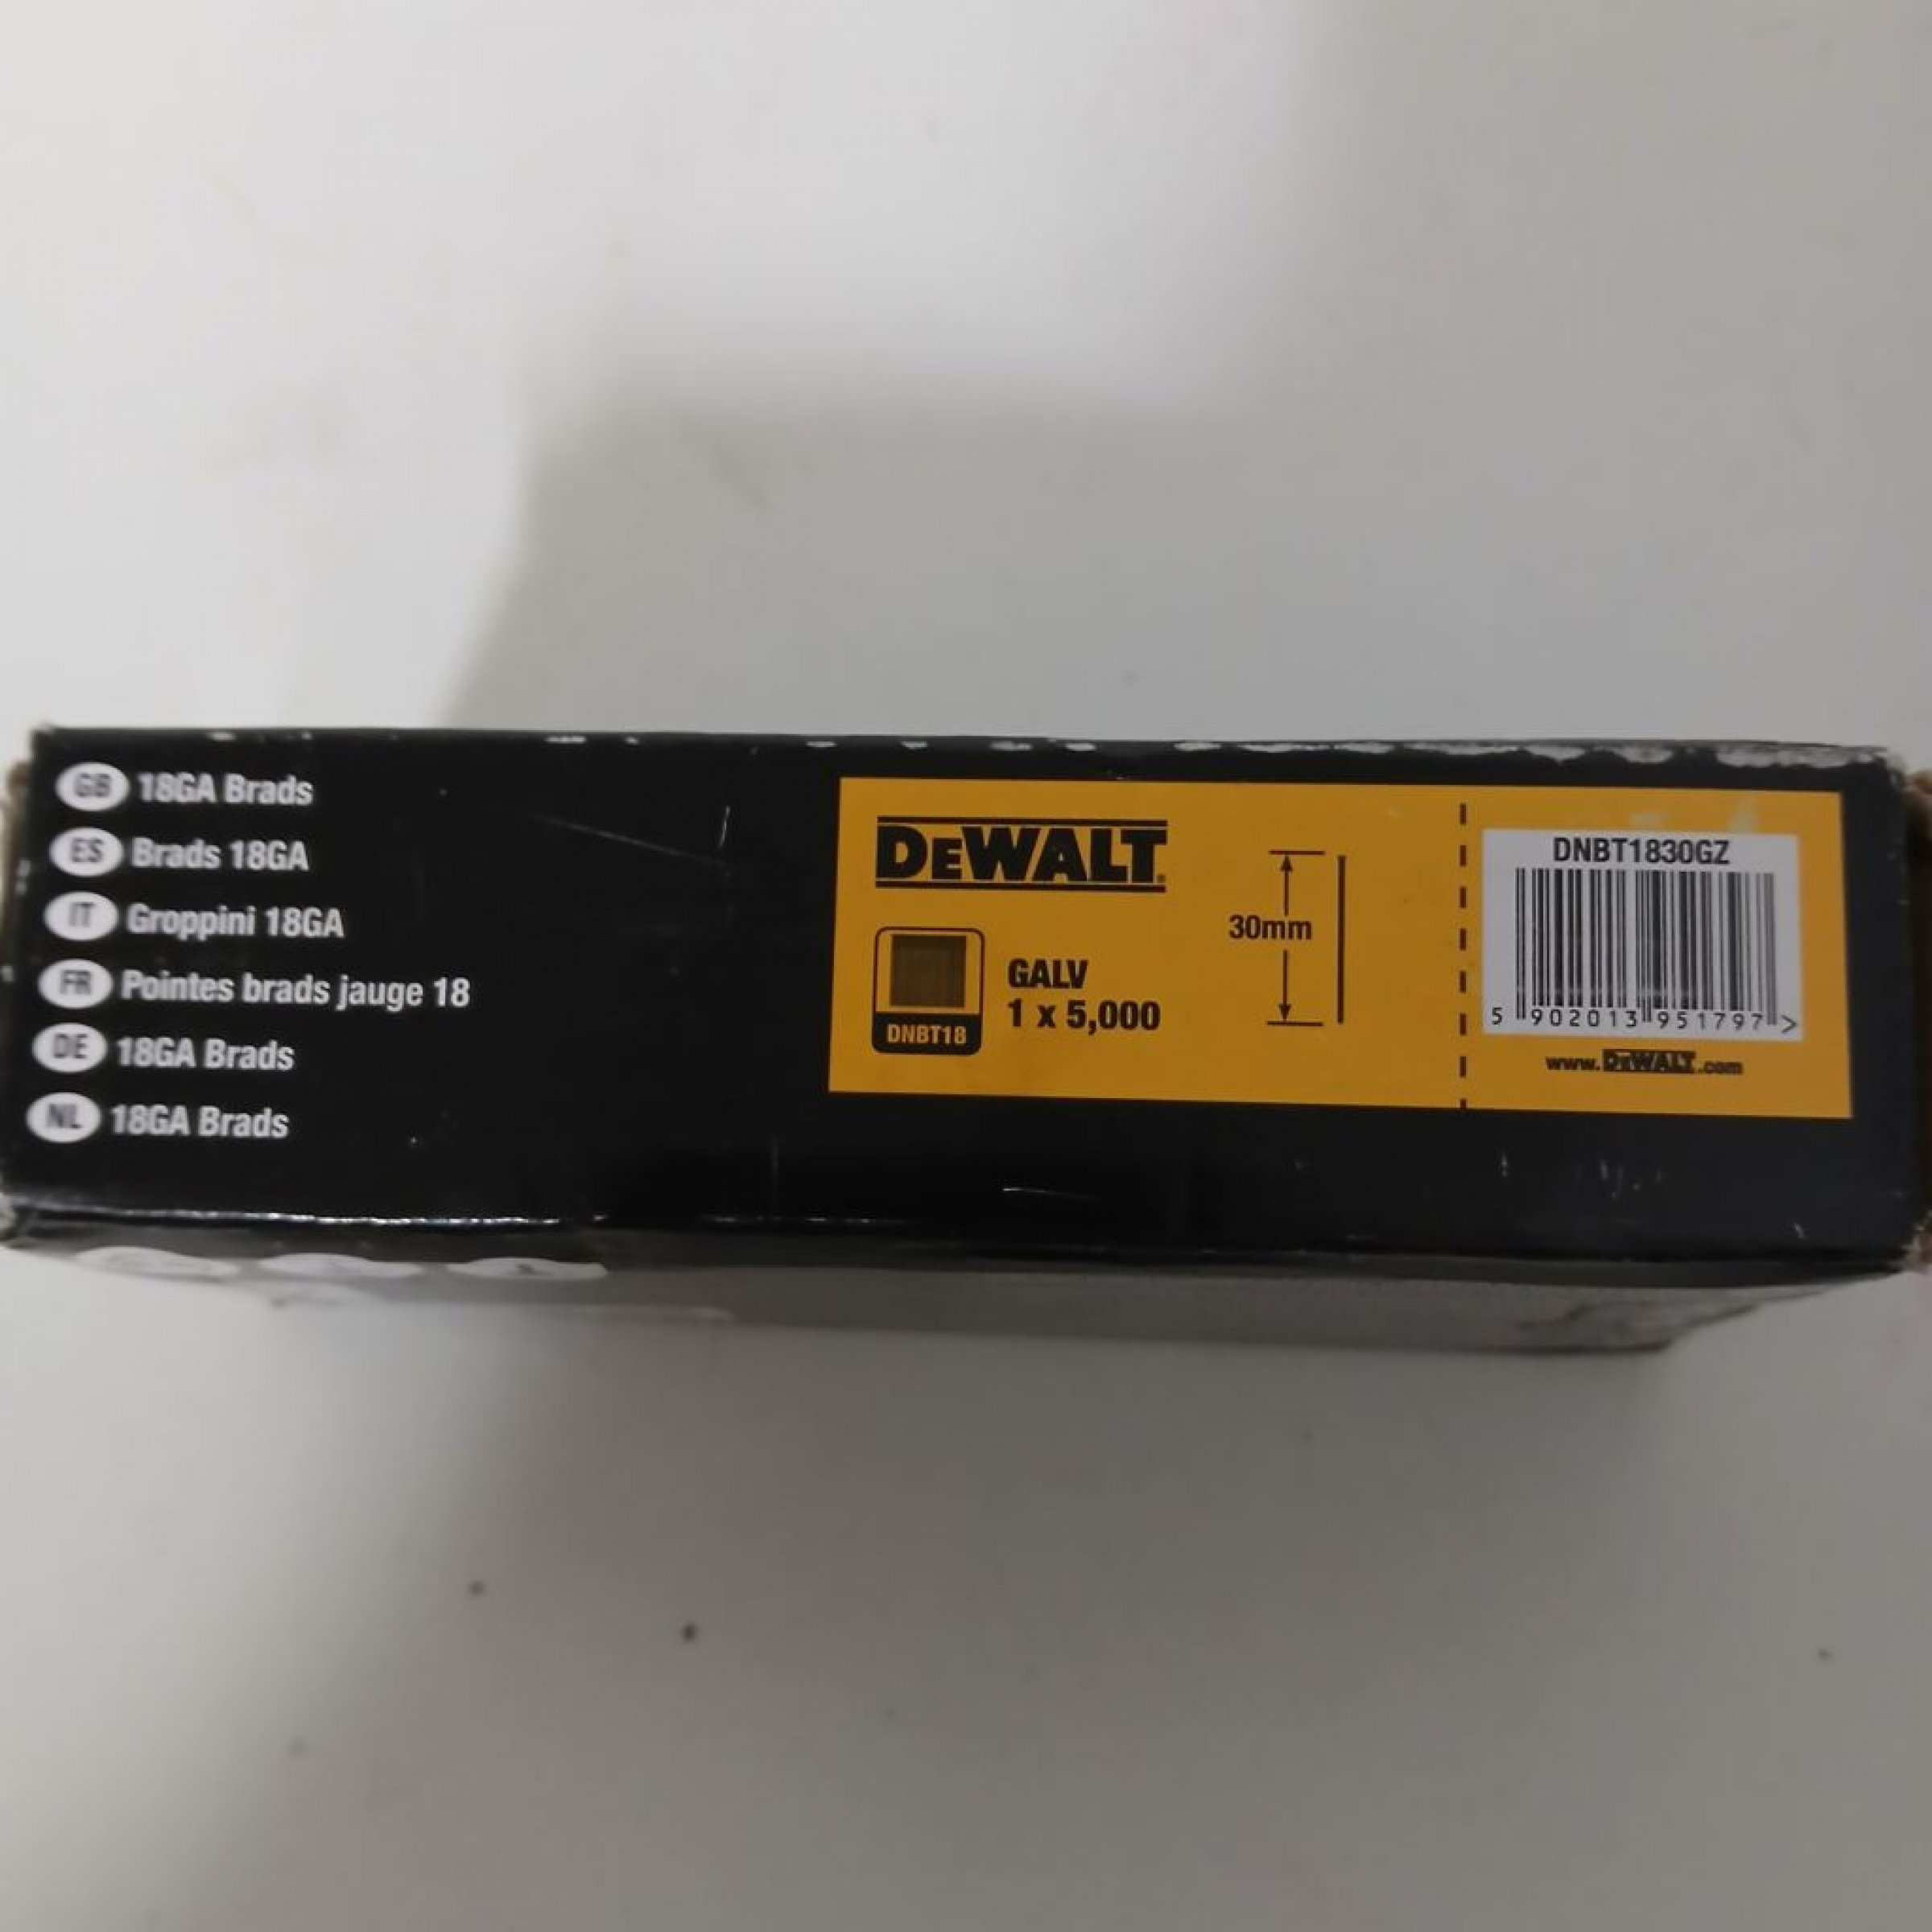 GB 18GA Brads
ES Brads 18GA
IT Groppini 18GA
FR Pointes brads jauge 18
DE 18GA Brads
NL 18GA Brads
DEWALT
DNBT18
GALV
1 x 5,000
30mm
DNBT1830GZ
5 902013 951797 >
www.DEWALT.com